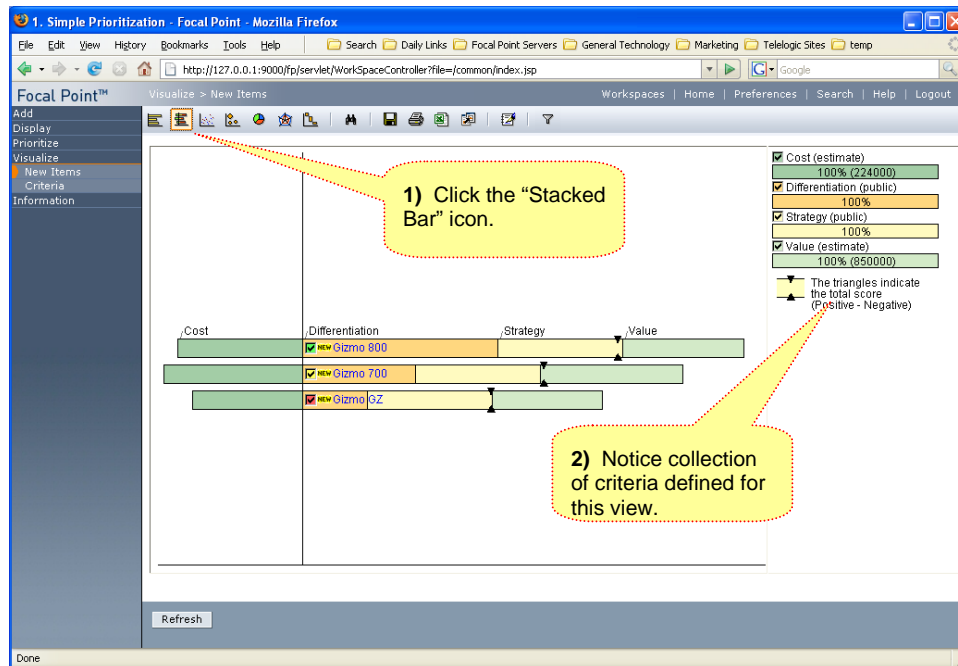 1. Simple Prioritization - Focal Point - Mozilla Firefox
File Edit View History Bookmarks Tools Help Search Daily Links Focal Point Servers General Technology Marketing Telelogic Sites temp
http://127.0.0.1:9000/fp/servlet/WorkSpaceController?file=/common/index.jsp
G Google
Focal Point™
Visualize > New Items
Workspaces | Home | Preferences | Search | Help | Logout
Add
Display
Prioritize
Visualize
New Items
Criteria
Information
1) Click the “Stacked
Bar” icon.
Cost (estimate)
100% (224000)
Differentiation (public)
100%
Strategy (public)
100%
Value (estimate)
100% (850000)
The triangles indicate
the total score
(Positive - Negative)
Cost Differentiation Strategy Value
NEW Gizmo 800
NEW Gizmo 700
NEW Gizmo GZ
2) Notice collection
of criteria defined for
this view.
Refresh
Done